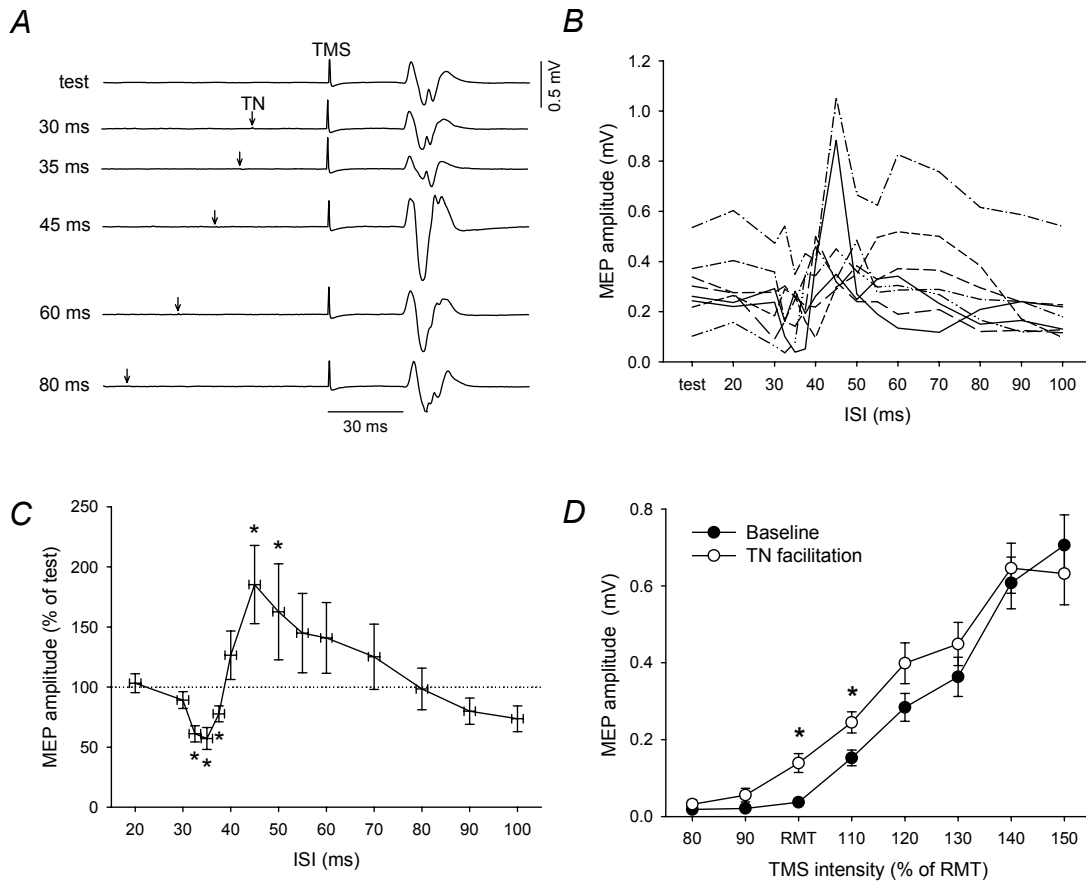 A
TMS
test
0.5 mV
TN
30 ms
35 ms
45 ms
60 ms
80 ms
30 ms
B
MEP amplitude (mV)
1.2
1.0
0.8
0.6
0.4
0.2
0.0
test 20 30 40 50 60 70 80 90 100
ISI (ms)
C
MEP amplitude (% of test)
250
200
150
100
50
0
* *
* * *
20 30 40 50 60 70 80 90 100
ISI (ms)
D
MEP amplitude (mV)
0.8
0.6
0.4
0.2
0.0
Baseline
TN facilitation
* *
80 90 RMT 110 120 130 140 150
TMS intensity (% of RMT)